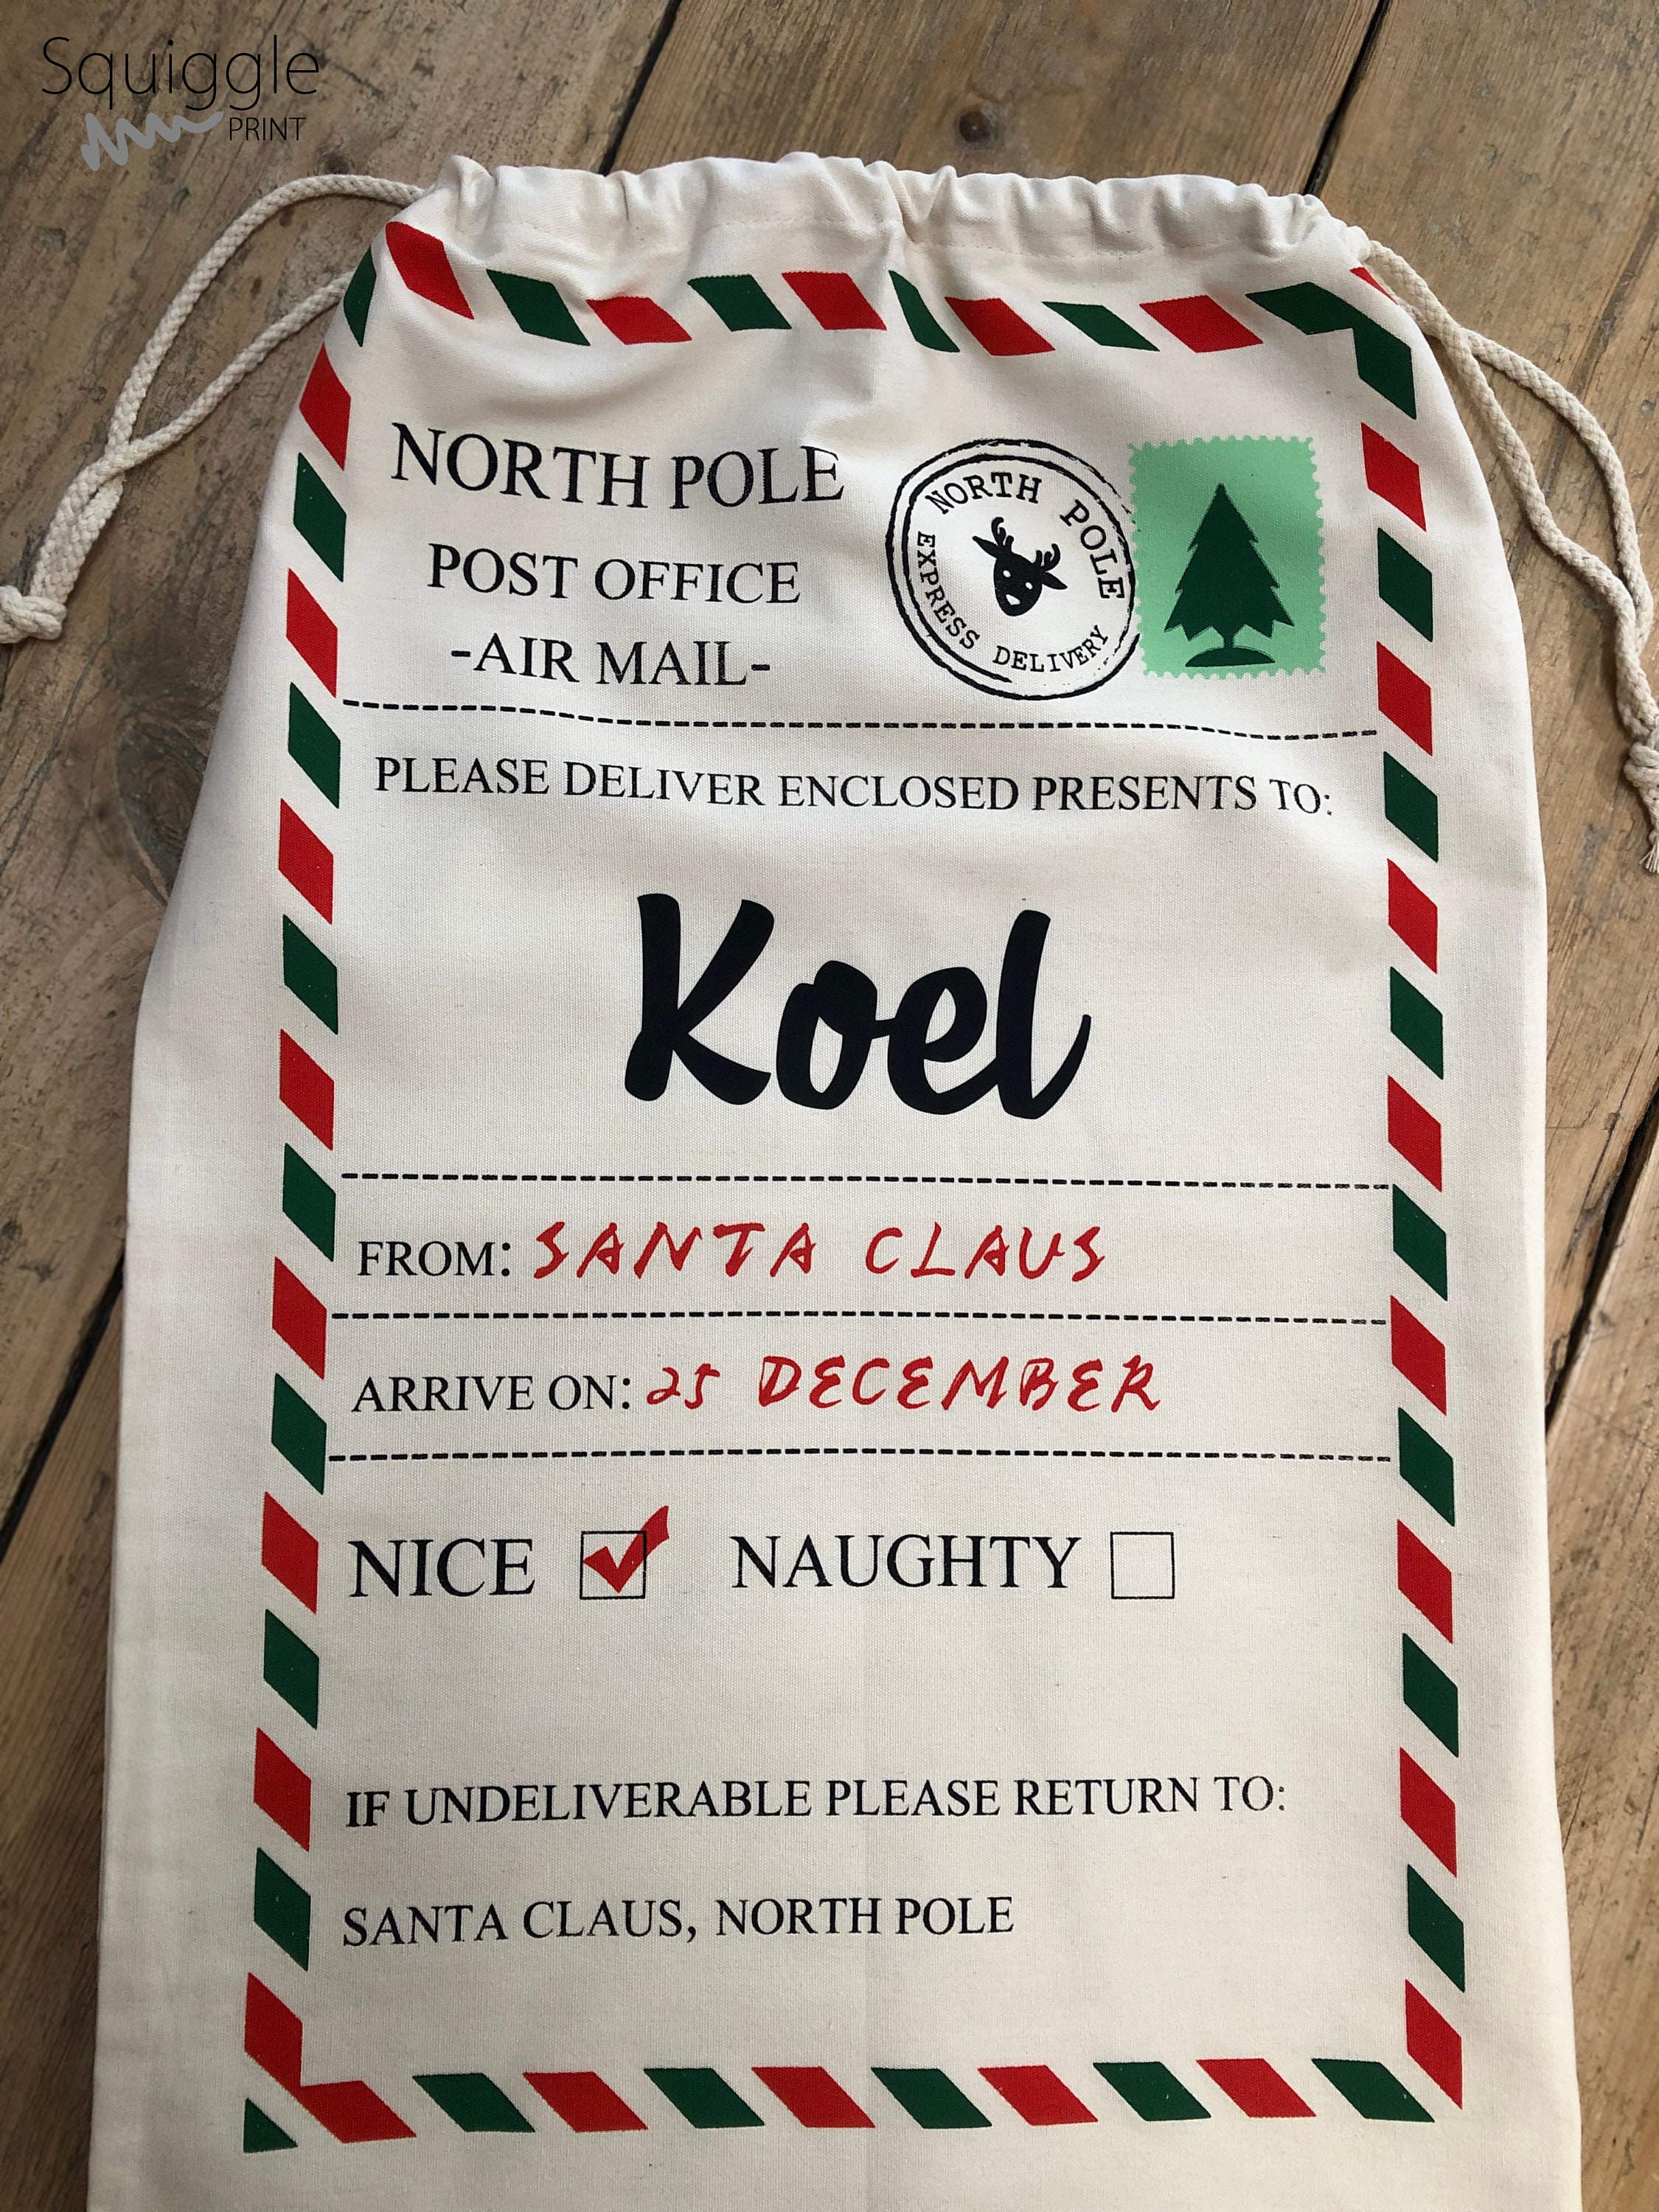 Squiggle
PRINT
NORTH POLE
POST OFFICE
-AIR MAIL-
NORTH POLE
EXPRESS DELIVERY
PLEASE DELIVER ENCLOSED PRESENTS TO:
Koel
FROM: SANTA CLAUS
ARRIVE ON: 25 DECEMBER
NICE NAUGHTY
IF UNDELIVERABLE PLEASE RETURN TO:
SANTA CLAUS, NORTH POLE